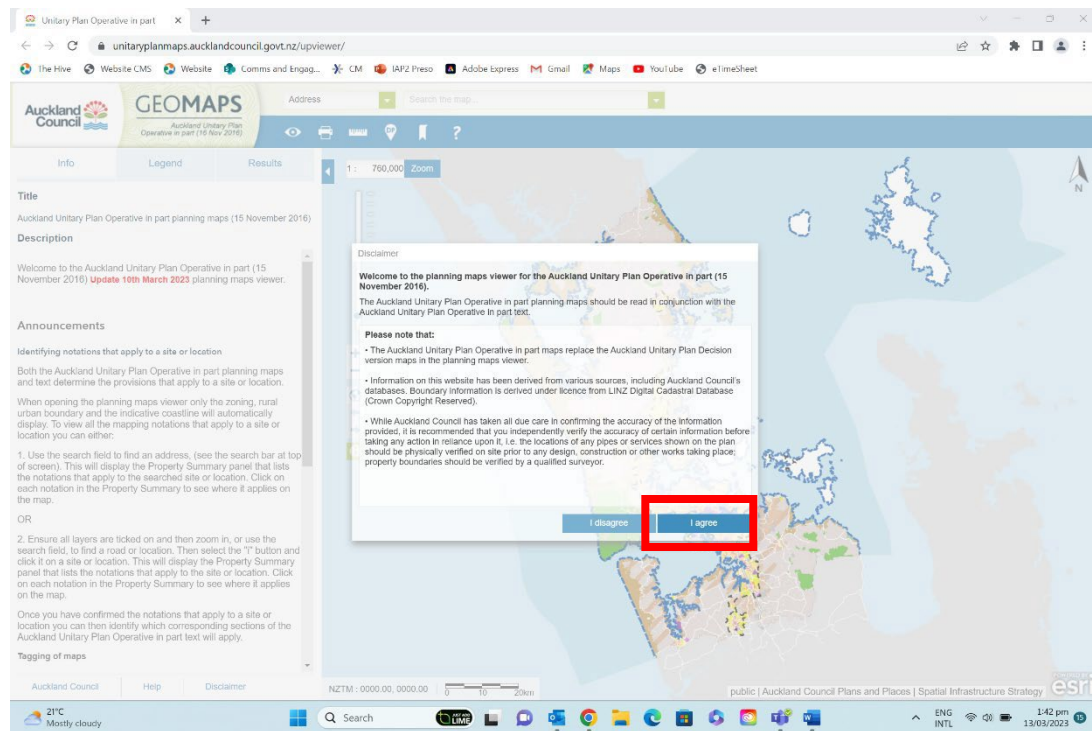 Unitary Plan Operative in part
unitaryplanmaps.aucklandcouncil.govt.nz/upviewer/
The Hive Website CMS Website Comms and Engag... CM IAP2 Preso Adobe Express Gmail Maps YouTube eTimeSheet
Auckland
Council
GEOMAPS
Auckland Unitary Plan
Operative in part (16 Nov 2016)
Address
Search the map...
Info Legend Results
1 : 760,000 Zoom
N
Title
Auckland Unitary Plan Operative in part planning maps (15 November 2016)
Description
Welcome to the Auckland Unitary Plan Operative in part (15
November 2016) Update 10th March 2023 planning maps viewer.
Announcements
Identifying notations that apply to a site or location
Both the Auckland Unitary Plan Operative in part planning maps
and text determine the provisions that apply to a site or location.
When opening the planning maps viewer only the zoning, rural
urban boundary and the indicative coastline will automatically
display. To view all the mapping notations that apply to a site or
location you can either:
1. Use the search field to find an address, (see the search bar at top
of screen). This will display the Property Summary panel that lists
the notations that apply to the searched site or location. Click on
each notation in the Property Summary to see where it applies on
the map.
OR
2. Ensure all layers are ticked on and then zoom in, or use the
search field, to find a road or location. Then select the "i" button and
click it on a site or location. This will display the Property Summary
panel that lists the notations that apply to the site or location. Click
on each notation in the Property Summary to see where it applies
on the map.
Once you have confirmed the notations that apply to a site or
location you can then identify which corresponding sections of the
Auckland Unitary Plan Operative in part text will apply.
Tagging of maps
Auckland Council Help Disclaimer
Disclaimer
Welcome to the planning maps viewer for the Auckland Unitary Plan Operative in part (15
November 2016).
The Auckland Unitary Plan Operative in part planning maps should be read in conjunction with the
Auckland Unitary Plan Operative In part text.
Please note that:
• The Auckland Unitary Plan Operative in part maps replace the Auckland Unitary Plan Decision
version maps in the planning maps viewer.
• Information on this website has been derived from various sources, including Auckland Council's
databases. Boundary information is derived under licence from LINZ Digital Cadastral Database
(Crown Copyright Reserved).
• While Auckland Council has taken all due care in confirming the accuracy of the information
provided, it is recommended that you independently verify the accuracy of certain information before
taking any action in reliance upon it, i.e. the locations of any pipes or services shown on the plan
should be physically verified on site prior to any design, construction or other works taking place;
property boundaries should be verified by a qualified surveyor.
I disagree I agree
NZTM : 0000.00, 0000.00
0 10 20km
public | Auckland Council Plans and Places | Spatial Infrastructure Strategy
esri
21°C
Mostly cloudy
Search
LIME
ENG
INTL
1:42 pm
13/03/2023